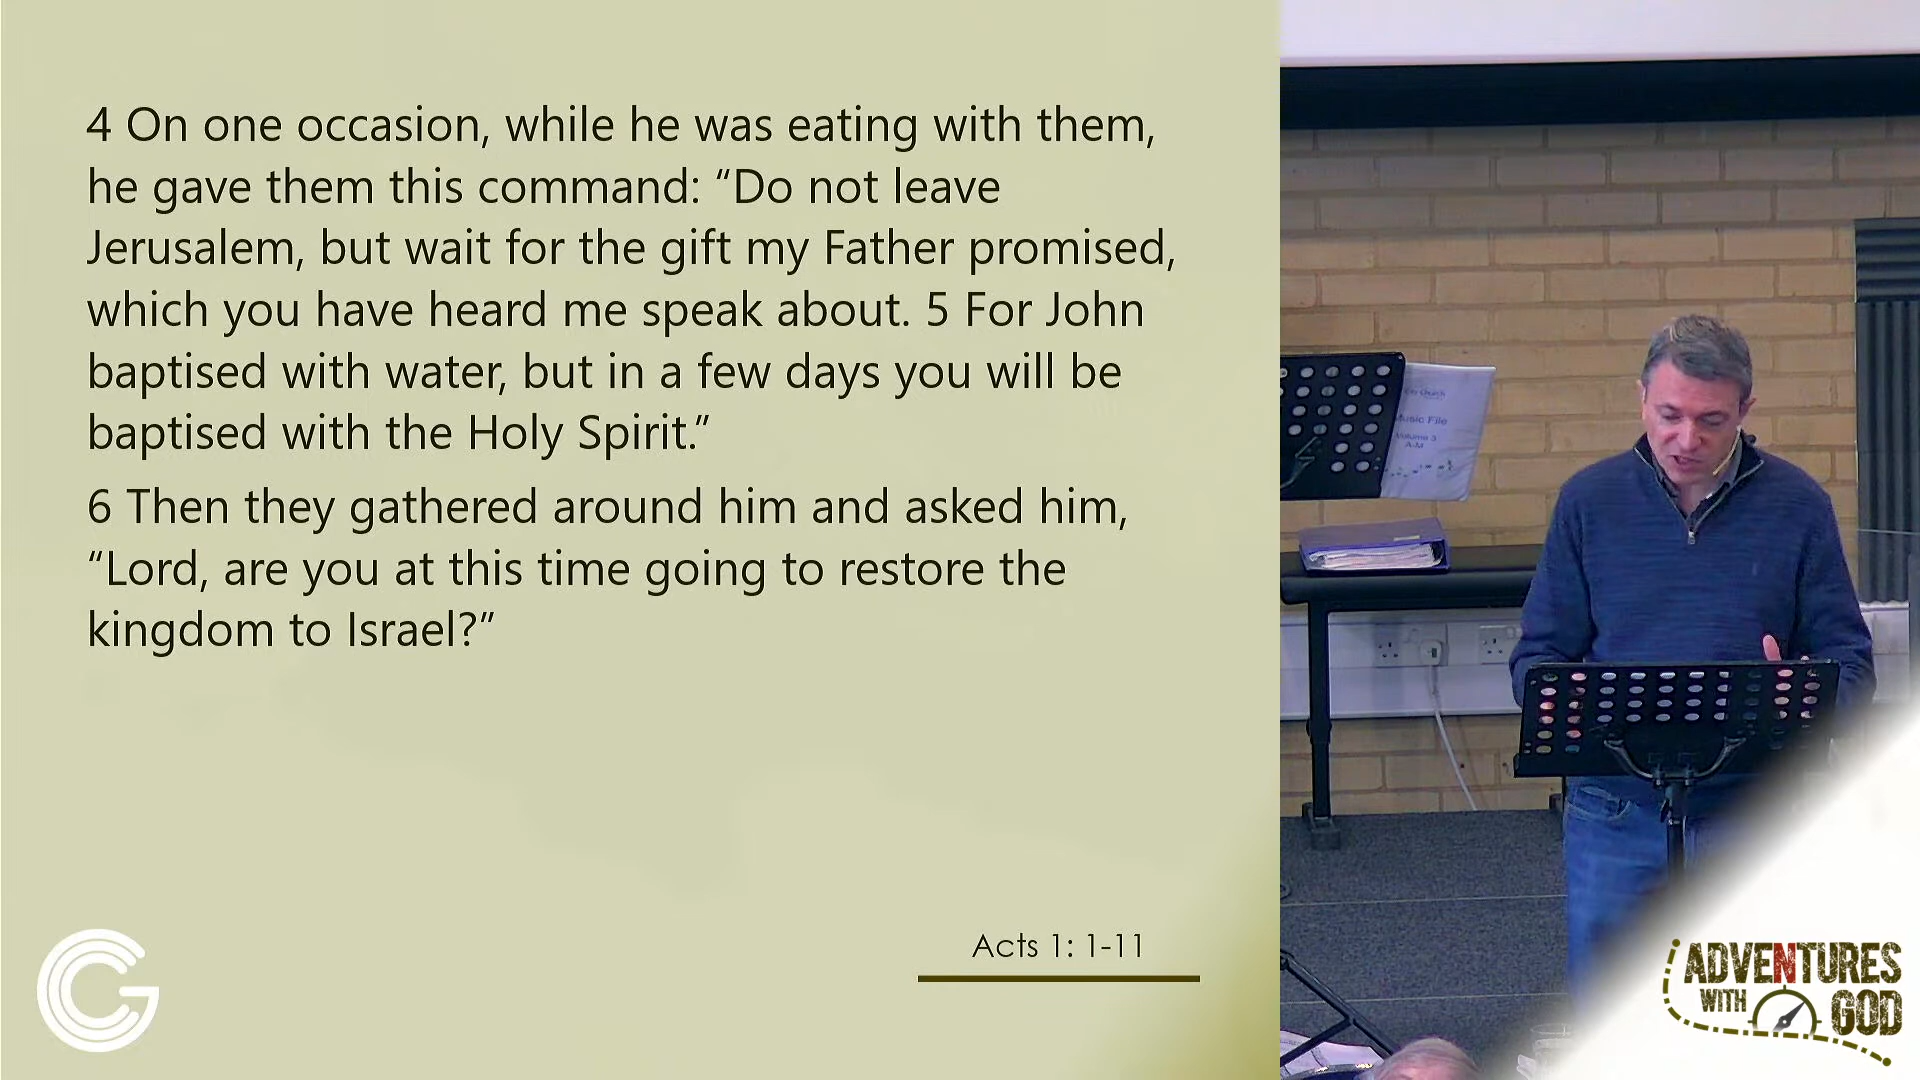 4 On one occasion, while he was eating with them,
he gave them this command: “Do not leave
Jerusalem, but wait for the gift my Father promised,
which you have heard me speak about. 5 For John
baptised with water, but in a few days you will be
baptised with the Holy Spirit.”
6 Then they gathered around him and asked him,
“Lord, are you at this time going to restore the
kingdom to Israel?”
Acts 1: 1-11
Music File
Volume 3
A-M
ADVENTURES
WITH GOD